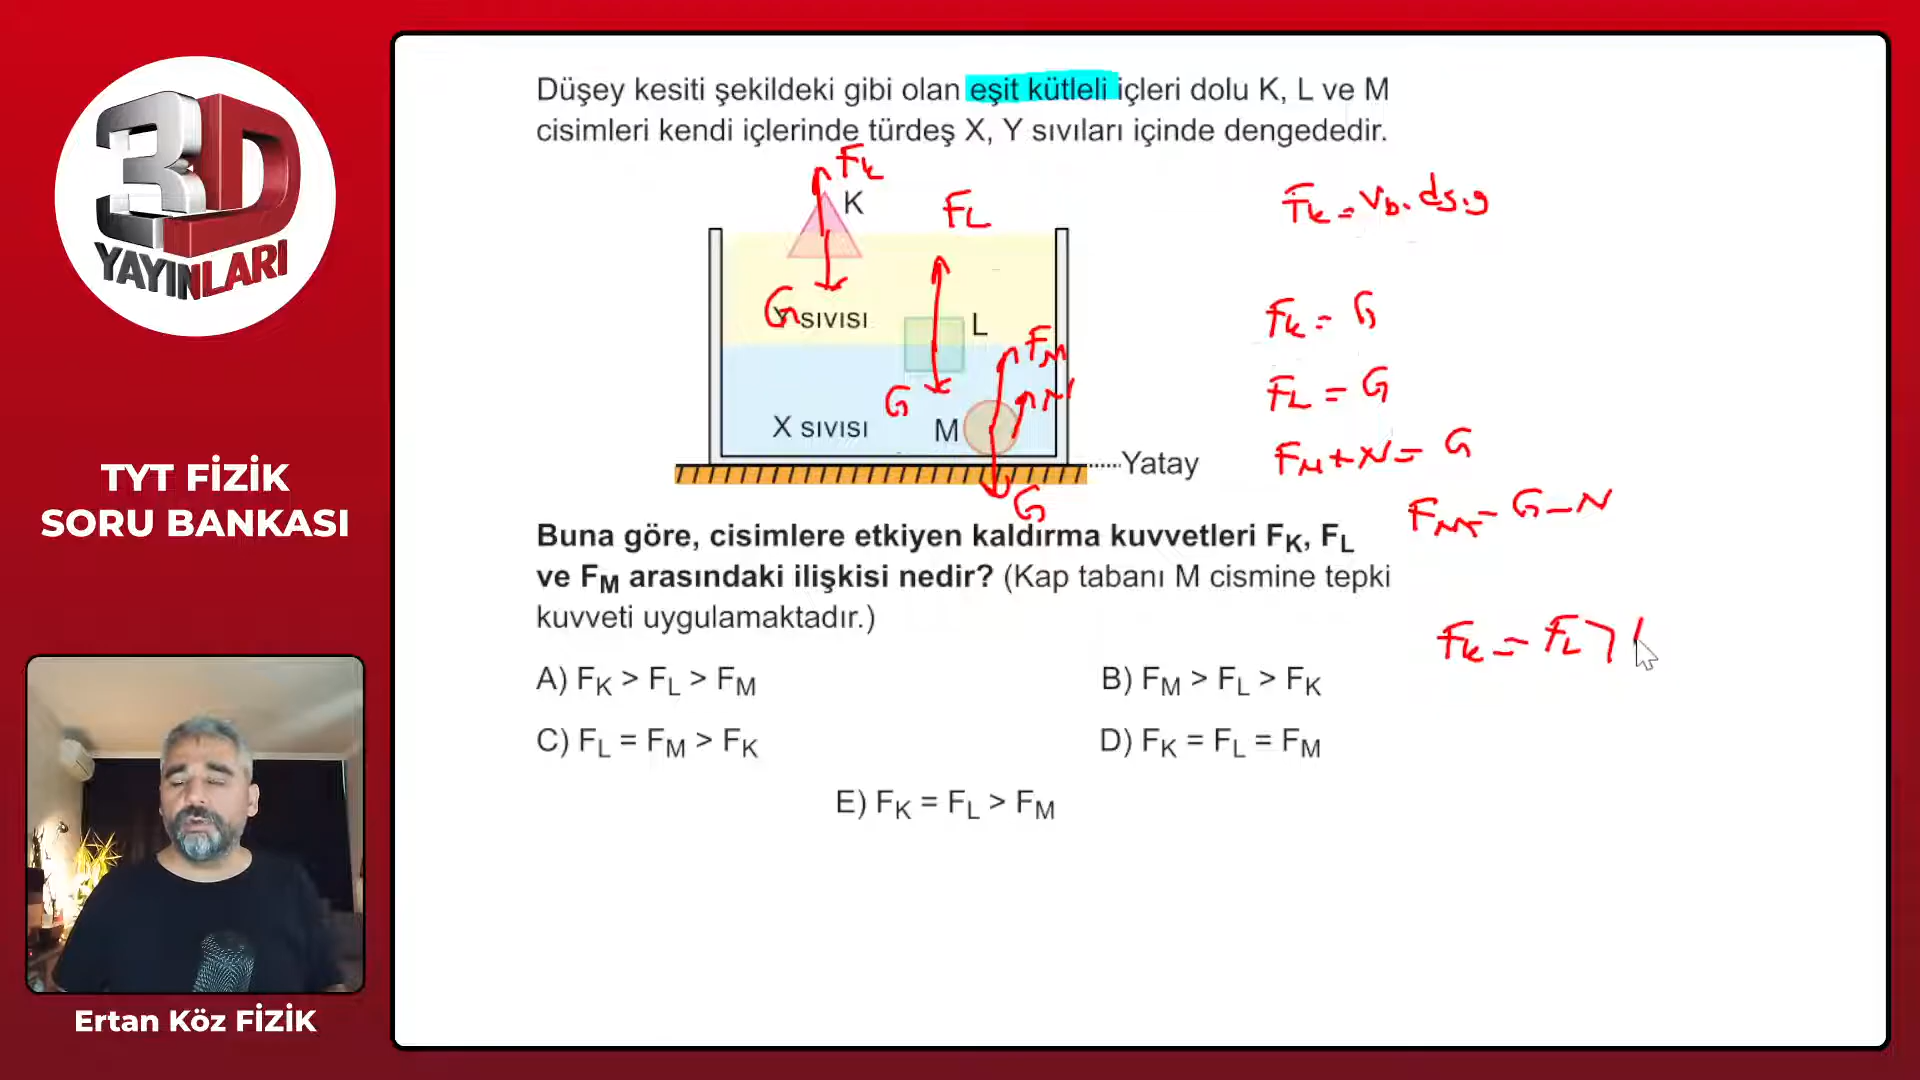 3D
YAYINLARI
TYT FİZİK
SORU BANKASI
Ertan Köz FİZİK
Düşey kesiti şekildeki gibi olan eşit kütleli içleri dolu K, L ve M
cisimleri kendi içlerinde türdeş X, Y sıvıları içinde dengededir.
FK
K
FL
G
Y SIVISI
L
FM
G
N
X SIVISI
M
Yatay
G
FK = Vb. ds.g
FK = G
FL = G
FM + N = G
FM = G - N
FK = FL >
Buna göre, cisimlere etkiyen kaldırma kuvvetleri FK, FL
ve FM arasındaki ilişkisi nedir? (Kap tabanı M cismine tepki
kuvveti uygulamaktadır.)
A) FK > FL > FM
B) FM > FL > FK
C) FL = FM > FK
D) FK = FL = FM
E) FK = FL > FM